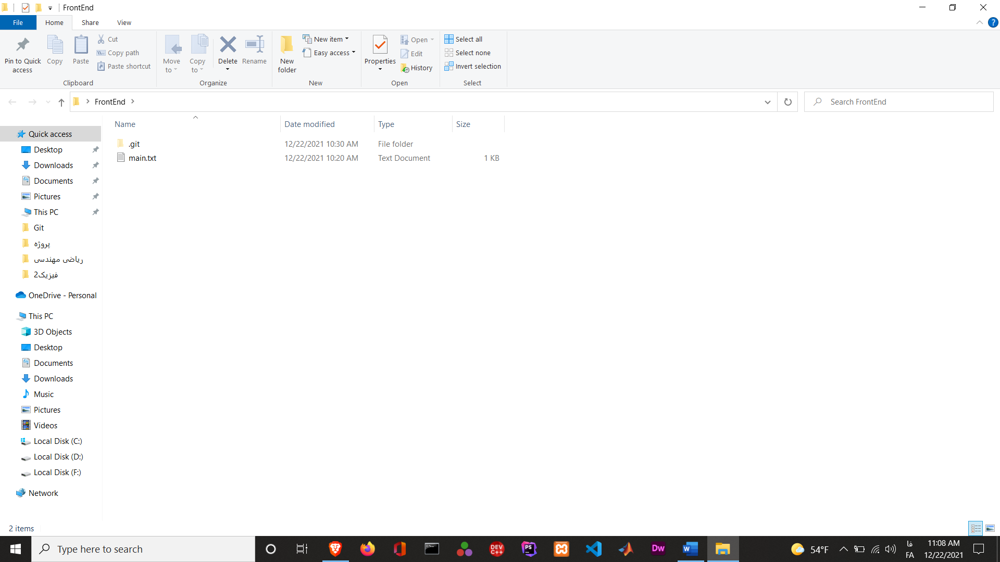 FrontEnd
File Home Share View
Pin to Quick access
Copy
Paste
Cut
Copy path
Paste shortcut
Clipboard
Move to
Copy to
Delete
Rename
Organize
New folder
New item
Easy access
New
Properties
Open
Edit
History
Open
Select all
Select none
Invert selection
Select
FrontEnd
Search FrontEnd
Name Date modified Type Size
.git 12/22/2021 10:30 AM File folder
main.txt 12/22/2021 10:20 AM Text Document 1 KB
Quick access
Desktop
Downloads
Documents
Pictures
This PC
Git
پروژه
ریاضی مهندسی
فیزیک2
OneDrive - Personal
This PC
3D Objects
Desktop
Documents
Downloads
Music
Pictures
Videos
Local Disk (C:)
Local Disk (D:)
Local Disk (F:)
Network
2 items
Type here to search
DEV C++
PS
Dw
W
54°F
فا
FA
11:08 AM
12/22/2021